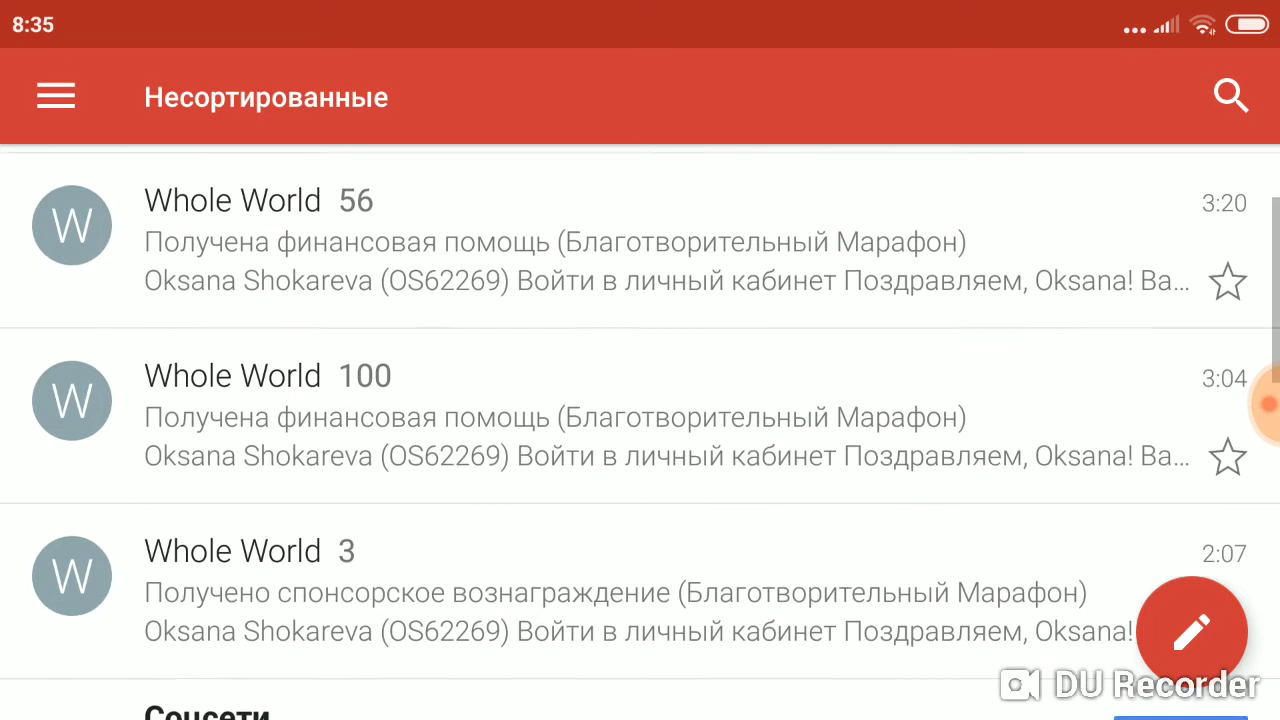 8:35
Несортированные
W
Whole World 56
3:20
Получена финансовая помощь (Благотворительный Марафон)
Oksana Shokareva (OS62269) Войти в личный кабинет Поздравляем, Oksana! Ва...
W
Whole World 100
3:04
Получена финансовая помощь (Благотворительный Марафон)
Oksana Shokareva (OS62269) Войти в личный кабинет Поздравляем, Oksana! Ва...
W
Whole World 3
2:07
Получено спонсорское вознаграждение (Благотворительный Марафон)
Oksana Shokareva (OS62269) Войти в личный кабинет Поздравляем, Oksana!
DU Recorder
Соцсети